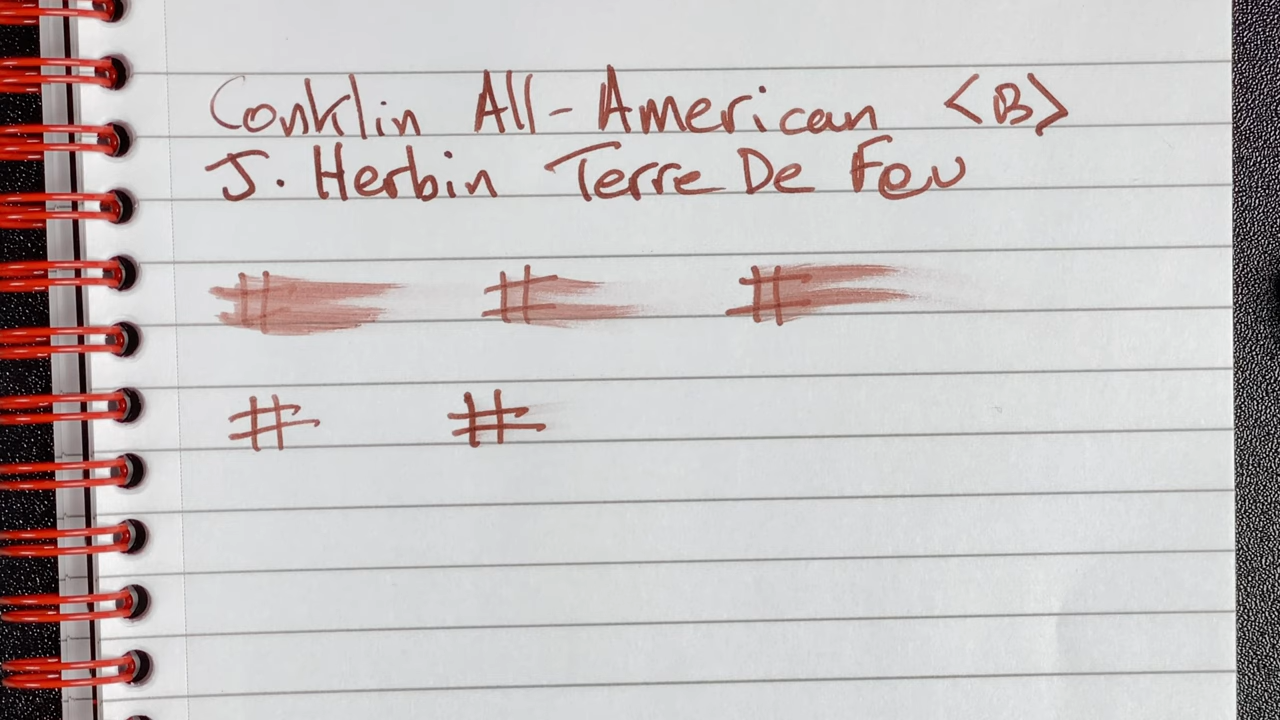 Conklin All-American <B>
J. Herbin Terre De Feu
# # #
# #